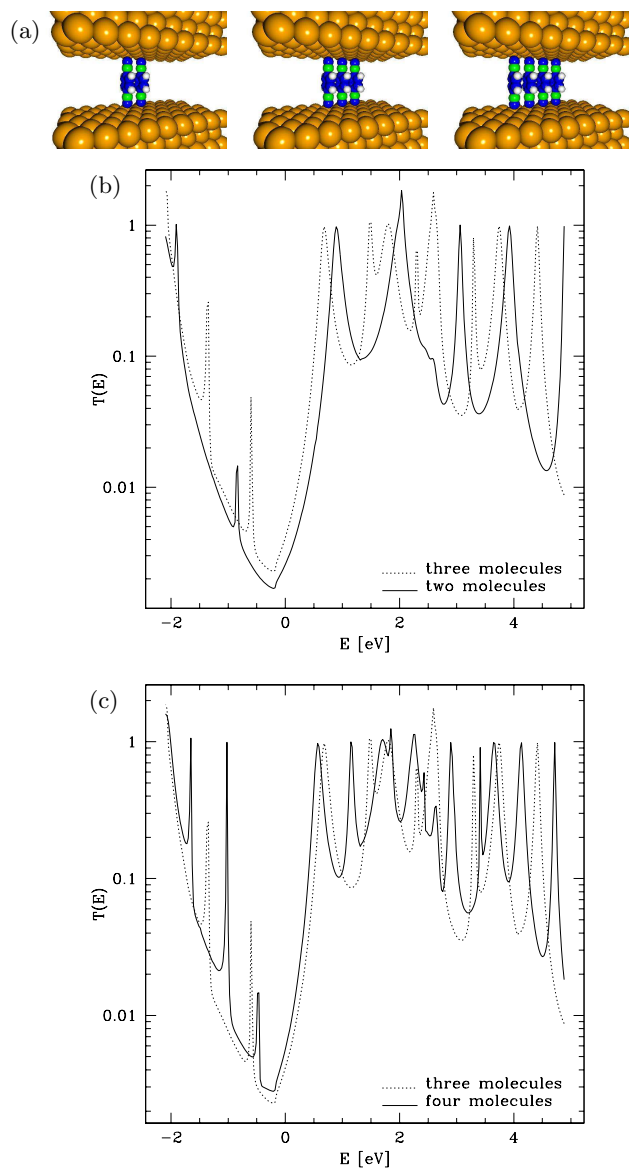 (a)
(b)
1
0.1
0.01
T(E)
three molecules
two molecules
−2
0
2
4
E [eV]
(c)
1
0.1
0.01
T(E)
three molecules
four molecules
−2
0
2
4
E [eV]